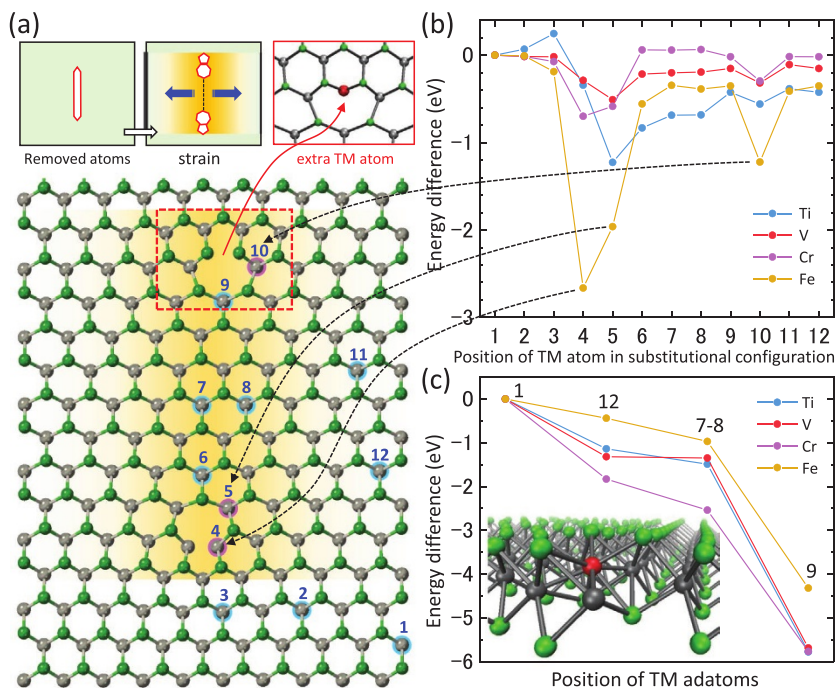 (a)
Removed atoms
strain
extra TM atom
10
9
11
7 8
6
12
5
4
3
2
1
(b)
Energy difference (eV)
0
−1
−2
−3
Ti
V
Cr
Fe
1 2 3 4 5 6 7 8 9 10 11 12
Position of TM atom in substitutional configuration
(c)
Energy difference (eV)
0
−1
−2
−3
−4
−5
−6
1
12
7-8
9
Ti
V
Cr
Fe
Position of TM adatoms